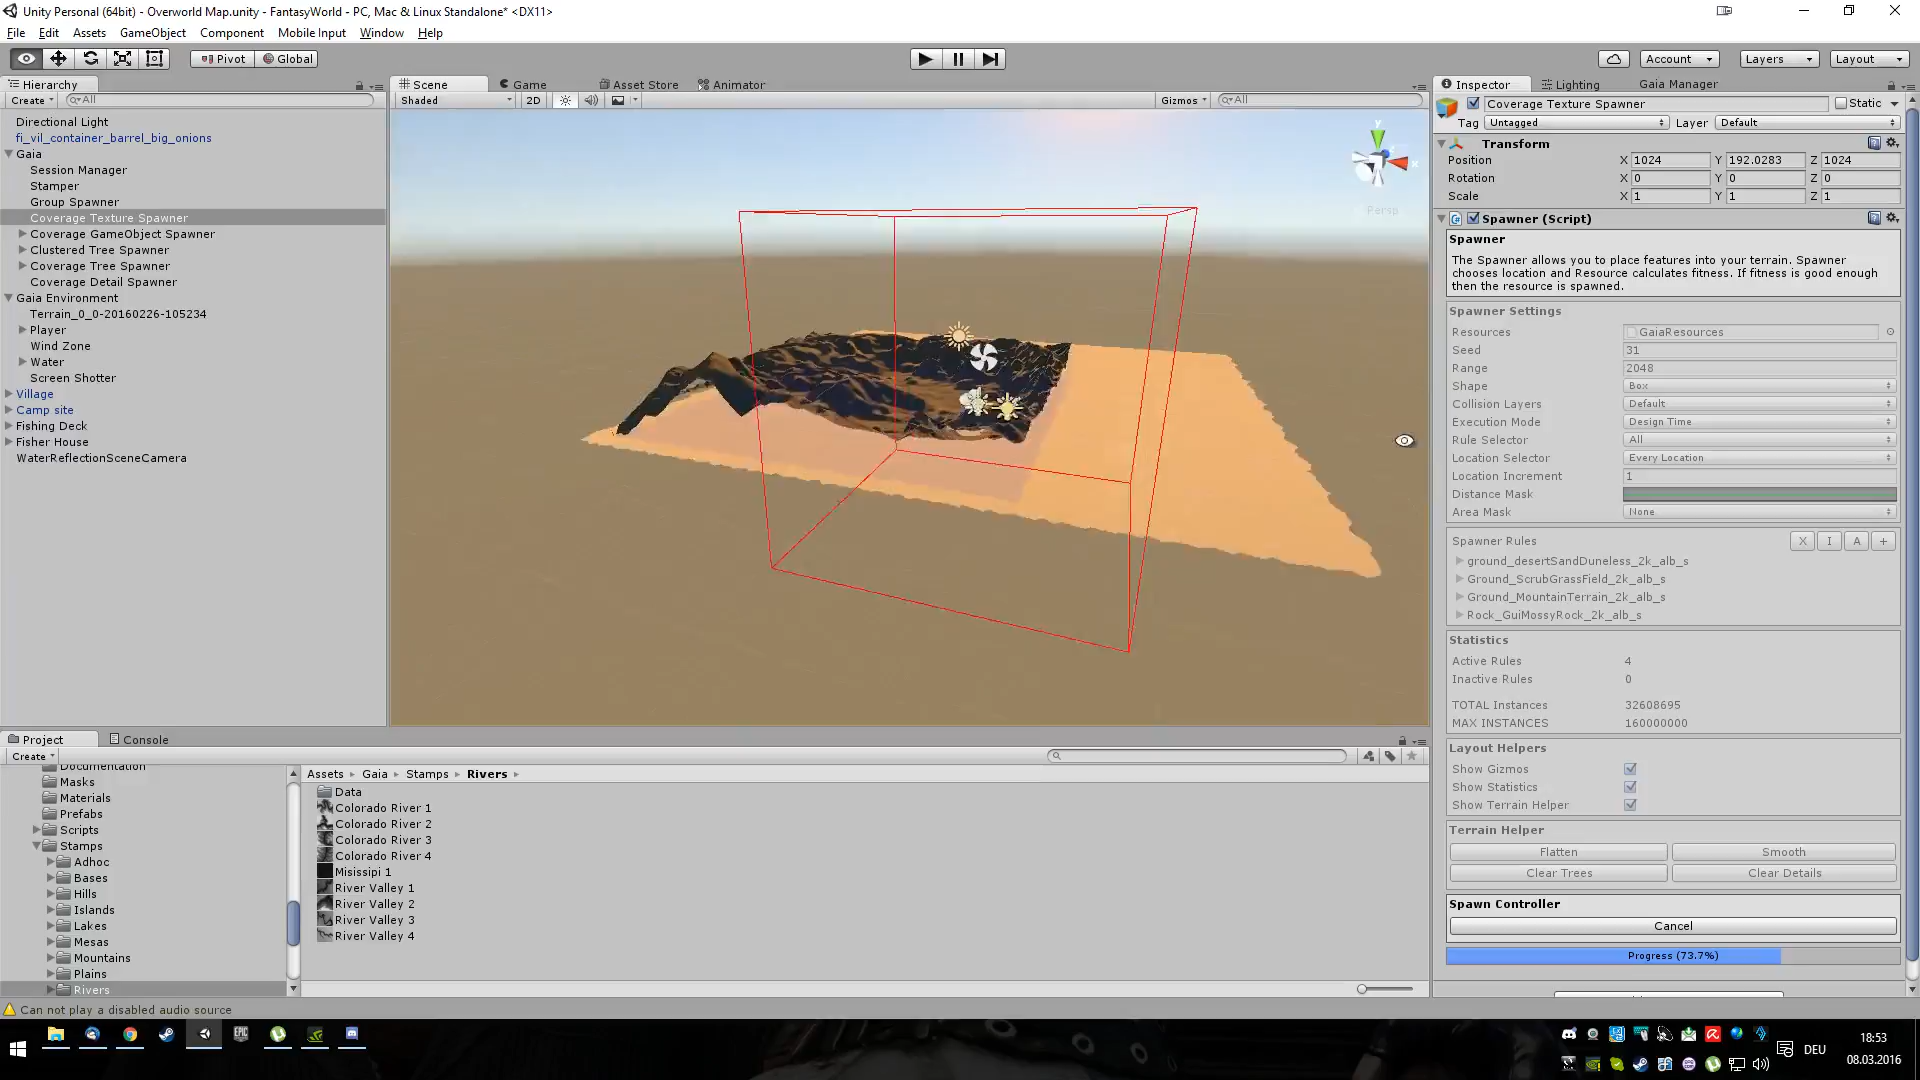 Unity Personal (64bit) - Overworld Map.unity - FantasyWorld - PC, Mac & Linux Standalone* <DX11>
File Edit Assets GameObject Component Mobile Input Window Help
Pivot Global Account Layers Layout
Hierarchy
Create All
Directional Light
fi_vil_container_barrel_big_onions
Gaia
Session Manager
Stamper
Group Spawner
Coverage Texture Spawner
Coverage GameObject Spawner
Clustered Tree Spawner
Coverage Tree Spawner
Coverage Detail Spawner
Gaia Environment
Terrain_0_0-20160226-105234
Player
Wind Zone
Water
Screen Shotter
Village
Camp site
Fishing Deck
Fisher House
WaterReflectionSceneCamera
Scene Game Asset Store Animator
Shaded 2D Gizmos All
y
x
Persp
Inspector Lighting Gaia Manager
Coverage Texture Spawner Static
Tag Untagged Layer Default
Transform
Position X 1024 Y 192.0283 Z 1024
Rotation X 0 Y 0 Z 0
Scale X 1 Y 1 Z 1
Spawner (Script)
Spawner
The Spawner allows you to place features into your terrain. Spawner
chooses location and Resource calculates fitness. If fitness is good enough
then the resource is spawned.
Spawner Settings
Resources GaiaResources
Seed 31
Range 2048
Shape Box
Collision Layers Default
Execution Mode Design Time
Rule Selector All
Location Selector Every Location
Location Increment 1
Distance Mask
Area Mask None
Spawner Rules X I A +
ground_desertSandDuneless_2k_alb_s
Ground_ScrubGrassField_2k_alb_s
Ground_MountainTerrain_2k_alb_s
Rock_GuiMossyRock_2k_alb_s
Statistics
Active Rules 4
Inactive Rules 0
TOTAL Instances 32608695
MAX INSTANCES 160000000
Layout Helpers
Show Gizmos
Show Statistics
Show Terrain Helper
Terrain Helper
Flatten Smooth
Clear Trees Clear Details
Spawn Controller
Cancel
Progress (73.7%)
Project Console
Create
Documentation
Masks
Materials
Prefabs
Scripts
Stamps
Adhoc
Bases
Hills
Islands
Lakes
Mesas
Mountains
Plains
Rivers
Assets Gaia Stamps Rivers
Data
Colorado River 1
Colorado River 2
Colorado River 3
Colorado River 4
Misissipi 1
River Valley 1
River Valley 2
River Valley 3
River Valley 4
Can not play a disabled audio source
EPIC
DEU
18:53
08.03.2016